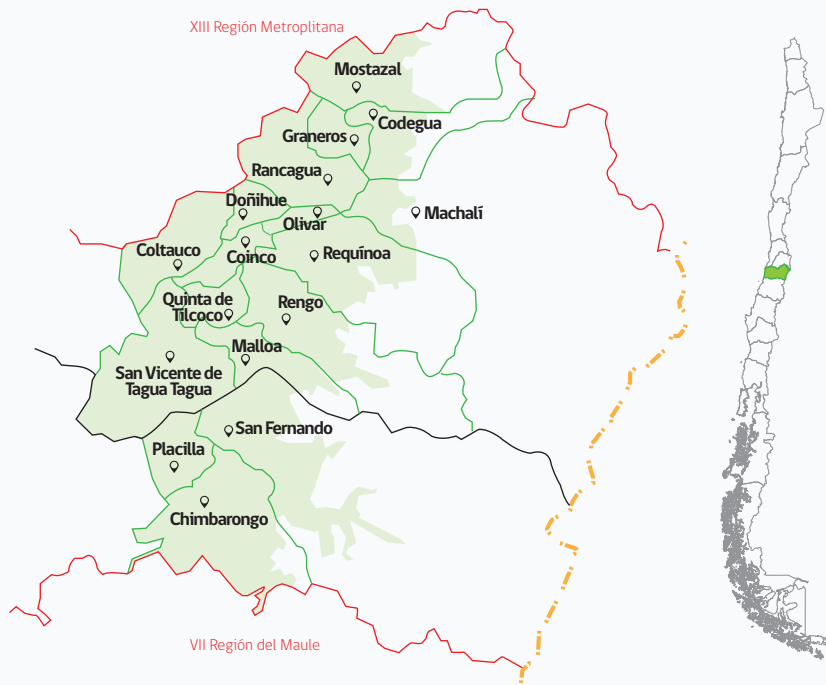 XIII Región Metroplitana
Mostazal
Codegua
Graneros
Rancagua
Doñihue
Olivar
Machalí
Coltauco
Coinco
Requínoa
Quinta de
Tilcoco
Rengo
Malloa
San Vicente de
Tagua Tagua
San Fernando
Placilla
Chimbarongo
VII Región del Maule